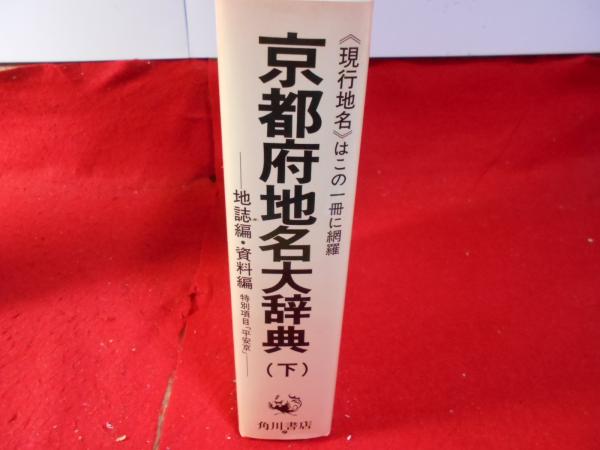 《現行地名》はこの一冊に網羅
京都府地名大辞典(下)
――地誌編・資料編 特別項目「平安京」――
角川書店